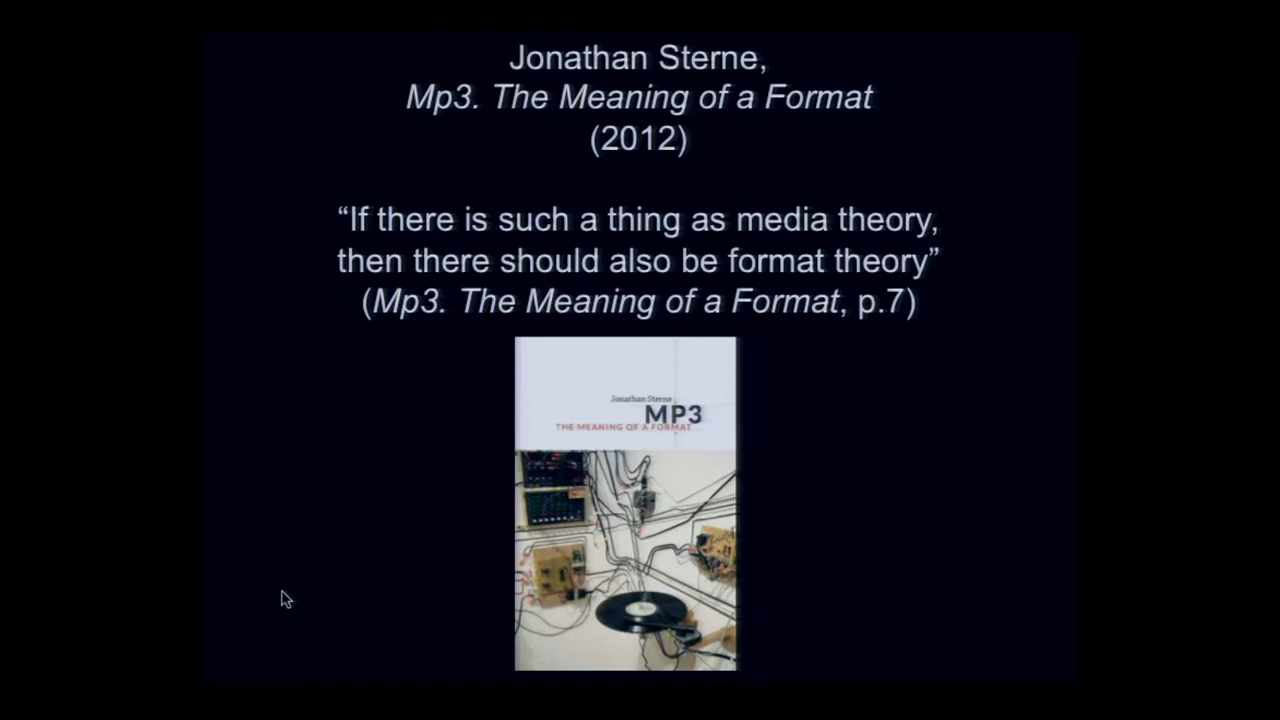 Jonathan Sterne,
Mp3. The Meaning of a Format
(2012)
“If there is such a thing as media theory,
then there should also be format theory”
(Mp3. The Meaning of a Format, p.7)
Jonathan Sterne
MP3
THE MEANING OF A FORMAT